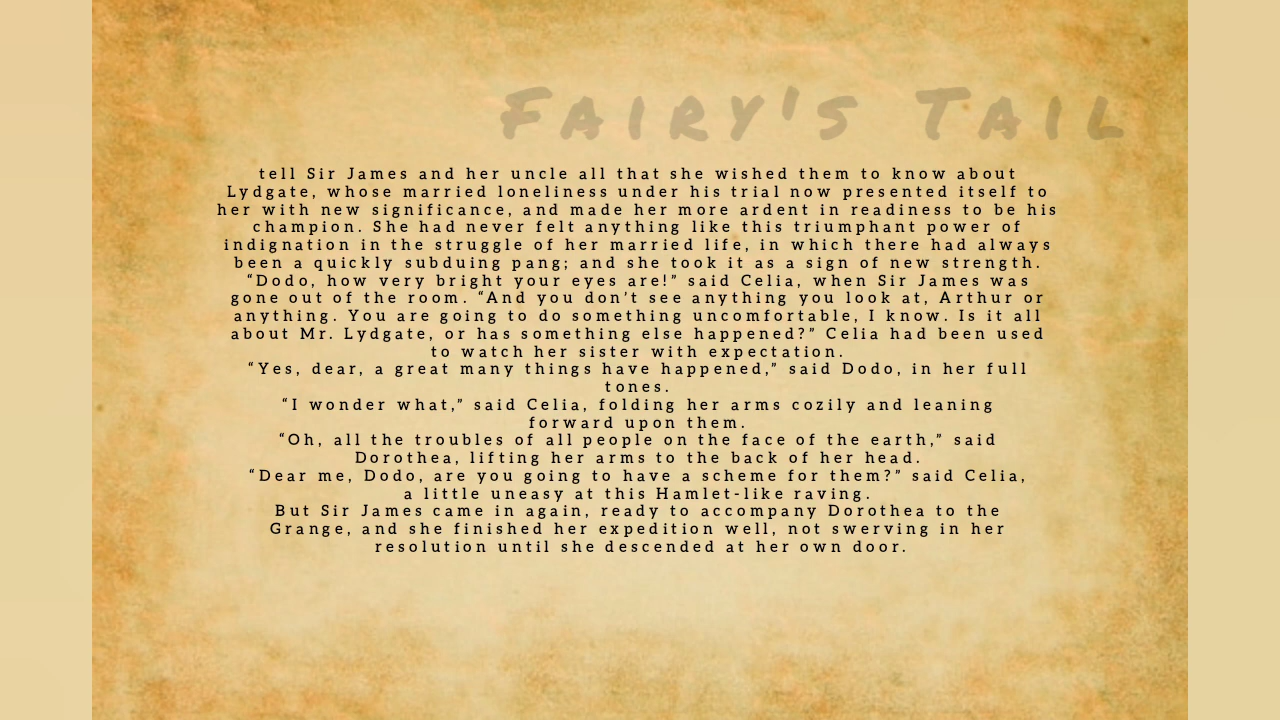 FAIRY'S TAIL
tell Sir James and her uncle all that she wished them to know about
Lydgate, whose married loneliness under his trial now presented itself to
her with new significance, and made her more ardent in readiness to be his
champion. She had never felt anything like this triumphant power of
indignation in the struggle of her married life, in which there had always
been a quickly subduing pang; and she took it as a sign of new strength.
“Dodo, how very bright your eyes are!” said Celia, when Sir James was
gone out of the room. “And you don’t see anything you look at, Arthur or
anything. You are going to do something uncomfortable, I know. Is it all
about Mr. Lydgate, or has something else happened?” Celia had been used
to watch her sister with expectation.
“Yes, dear, a great many things have happened,” said Dodo, in her full
tones.
“I wonder what,” said Celia, folding her arms cozily and leaning
forward upon them.
“Oh, all the troubles of all people on the face of the earth,” said
Dorothea, lifting her arms to the back of her head.
“Dear me, Dodo, are you going to have a scheme for them?” said Celia,
a little uneasy at this Hamlet-like raving.
But Sir James came in again, ready to accompany Dorothea to the
Grange, and she finished her expedition well, not swerving in her
resolution until she descended at her own door.